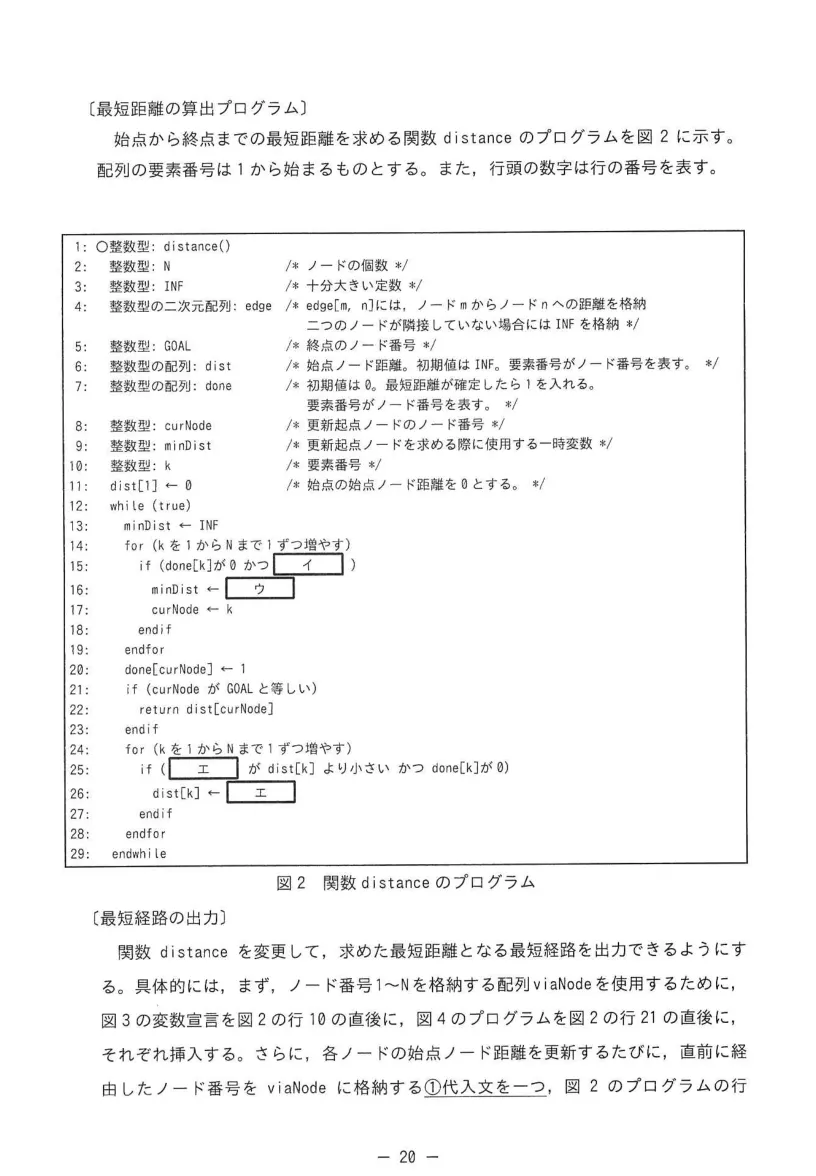 〔最短距離の算出プログラム〕
始点から終点までの最短距離を求める関数 distance のプログラムを図 2 に示す。
配列の要素番号は 1 から始まるものとする。また，行頭の数字は行の番号を表す。
1: ○整数型: distance()
2: 整数型: N /* ノードの個数 */
3: 整数型: INF /* 十分大きい定数 */
4: 整数型の二次元配列: edge /* edge[m, n]には，ノード m からノード n への距離を格納
二つのノードが隣接していない場合には INF を格納 */
5: 整数型: GOAL /* 終点のノード番号 */
6: 整数型の配列: dist /* 始点ノード距離。初期値は INF。要素番号がノード番号を表す。 */
7: 整数型の配列: done /* 初期値は 0。最短距離が確定したら 1 を入れる。
要素番号がノード番号を表す。 */
8: 整数型: curNode /* 更新起点ノードのノード番号 */
9: 整数型: minDist /* 更新起点ノードを求める際に使用する一時変数 */
10: 整数型: k /* 要素番号 */
11: dist[1] ← 0 /* 始点の始点ノード距離を 0 とする。 */
12: while (true)
13: minDist ← INF
14: for (k を 1 から N まで 1 ずつ増やす)
15: if (done[k]が 0 かつ イ )
16: minDist ← ウ
17: curNode ← k
18: endif
19: endfor
20: done[curNode] ← 1
21: if (curNode が GOAL と等しい)
22: return dist[curNode]
23: endif
24: for (k を 1 から N まで 1 ずつ増やす)
25: if ( エ が dist[k] より小さい かつ done[k]が 0)
26: dist[k] ← エ
27: endif
28: endfor
29: endwhile
図 2 関数 distance のプログラム
〔最短経路の出力〕
関数 distance を変更して，求めた最短距離となる最短経路を出力できるようにす
る。具体的には，まず，ノード番号1～Nを格納する配列viaNodeを使用するために，
図 3 の変数宣言を図 2 の行 10 の直後に，図 4 のプログラムを図 2 の行 21 の直後に，
それぞれ挿入する。さらに，各ノードの始点ノード距離を更新するたびに，直前に経
由したノード番号を viaNode に格納する①代入文を一つ，図 2 のプログラムの行
― 20 ―